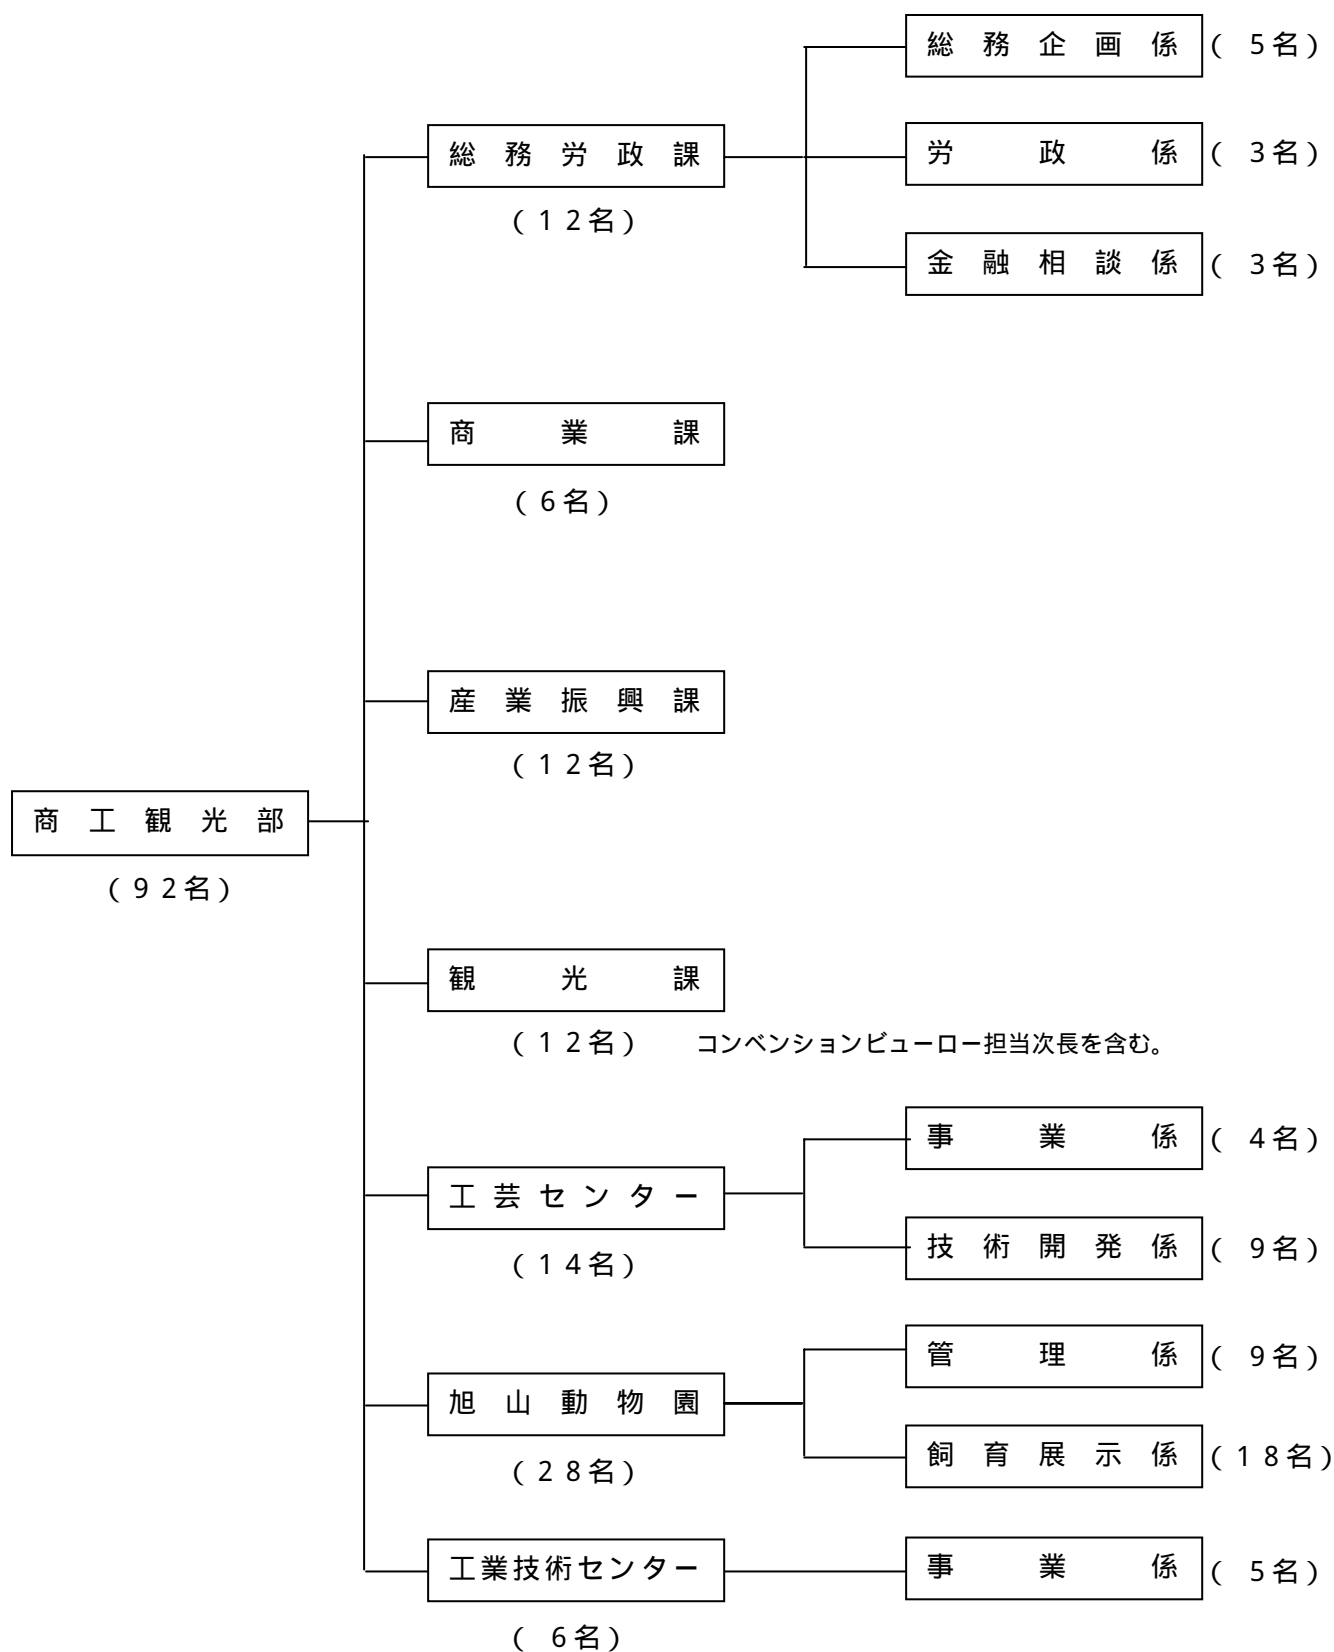 総務企画係 ( 5名)
総務労政課 労政係 ( 3名)
(12名)
金融相談係 ( 3名)
商業課
(6名)
産業振興課
(12名)
商工観光部
(92名)
観光課
(12名) コンベンションビューロー担当次長を含む。
事業係 ( 4名)
工芸センター
技術開発係 ( 9名)
(14名)
管理係 ( 9名)
旭山動物園
飼育展示係 (18名)
(28名)
工業技術センター 事業係 ( 5名)
( 6名)